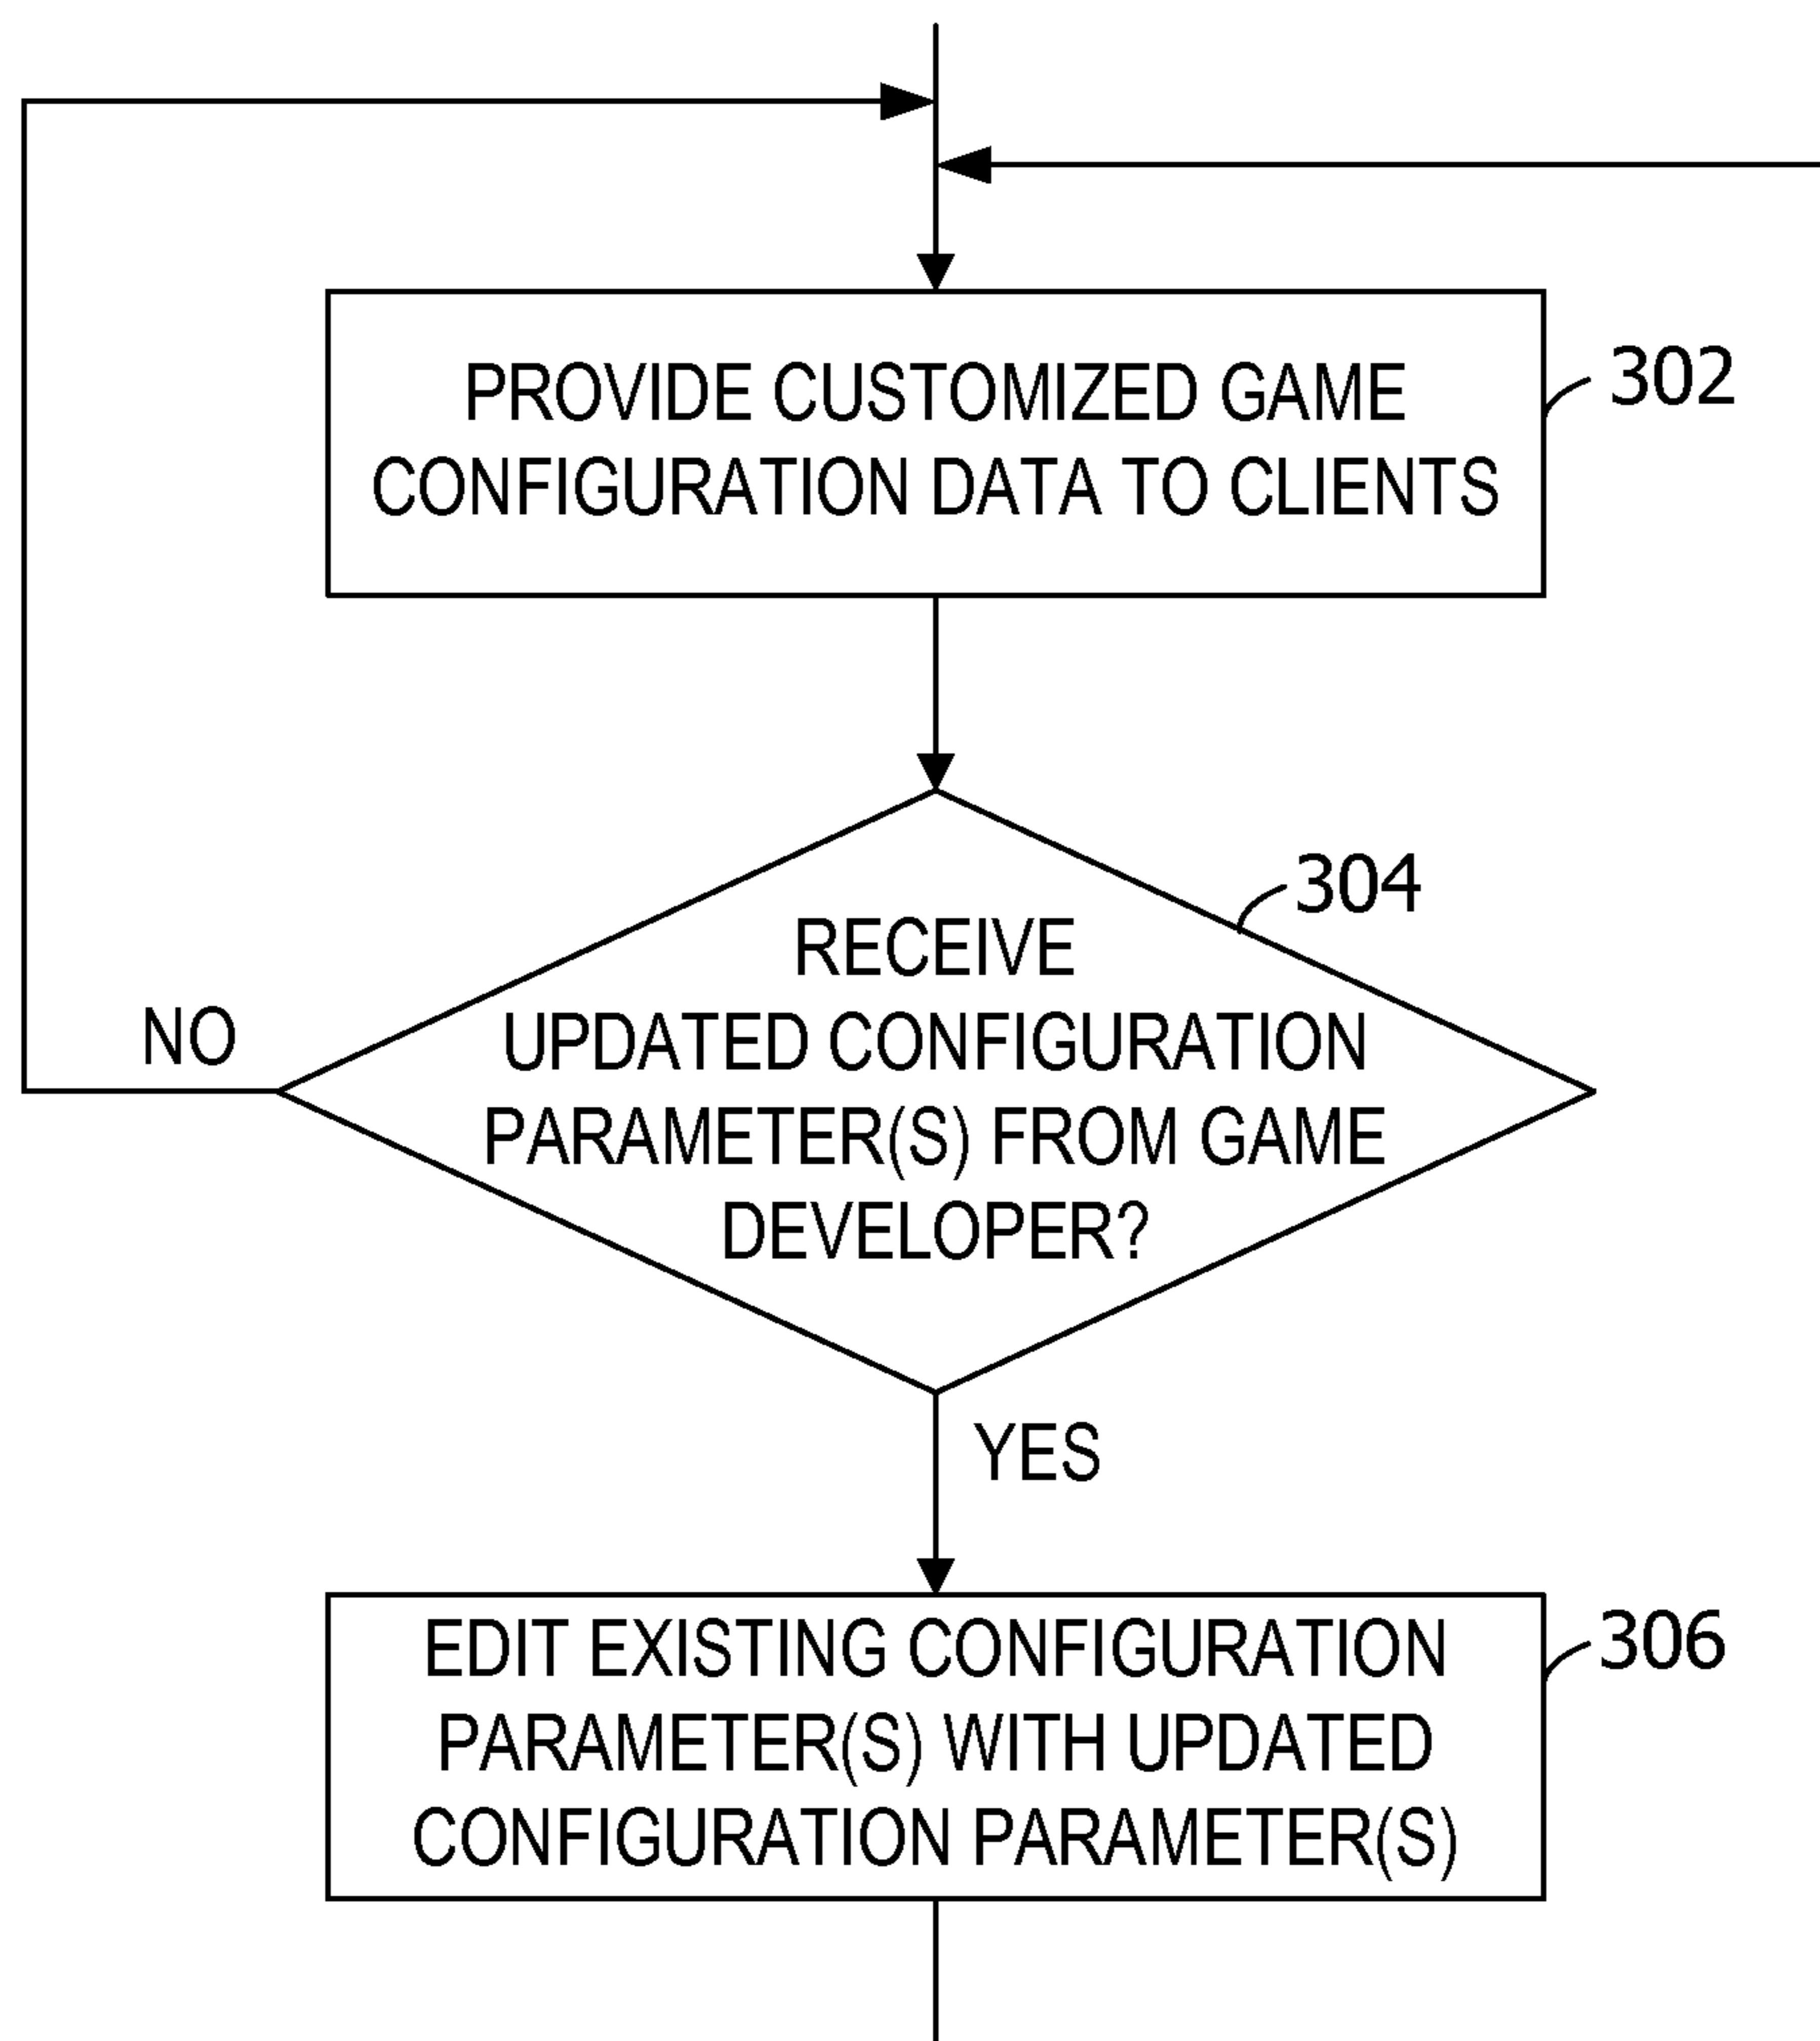 PROVIDE CUSTOMIZED GAME
CONFIGURATION DATA TO CLIENTS
302
304
RECEIVE
UPDATED CONFIGURATION
PARAMETER(S) FROM GAME
DEVELOPER?
NO
YES
EDIT EXISTING CONFIGURATION
PARAMETER(S) WITH UPDATED
CONFIGURATION PARAMETER(S)
306